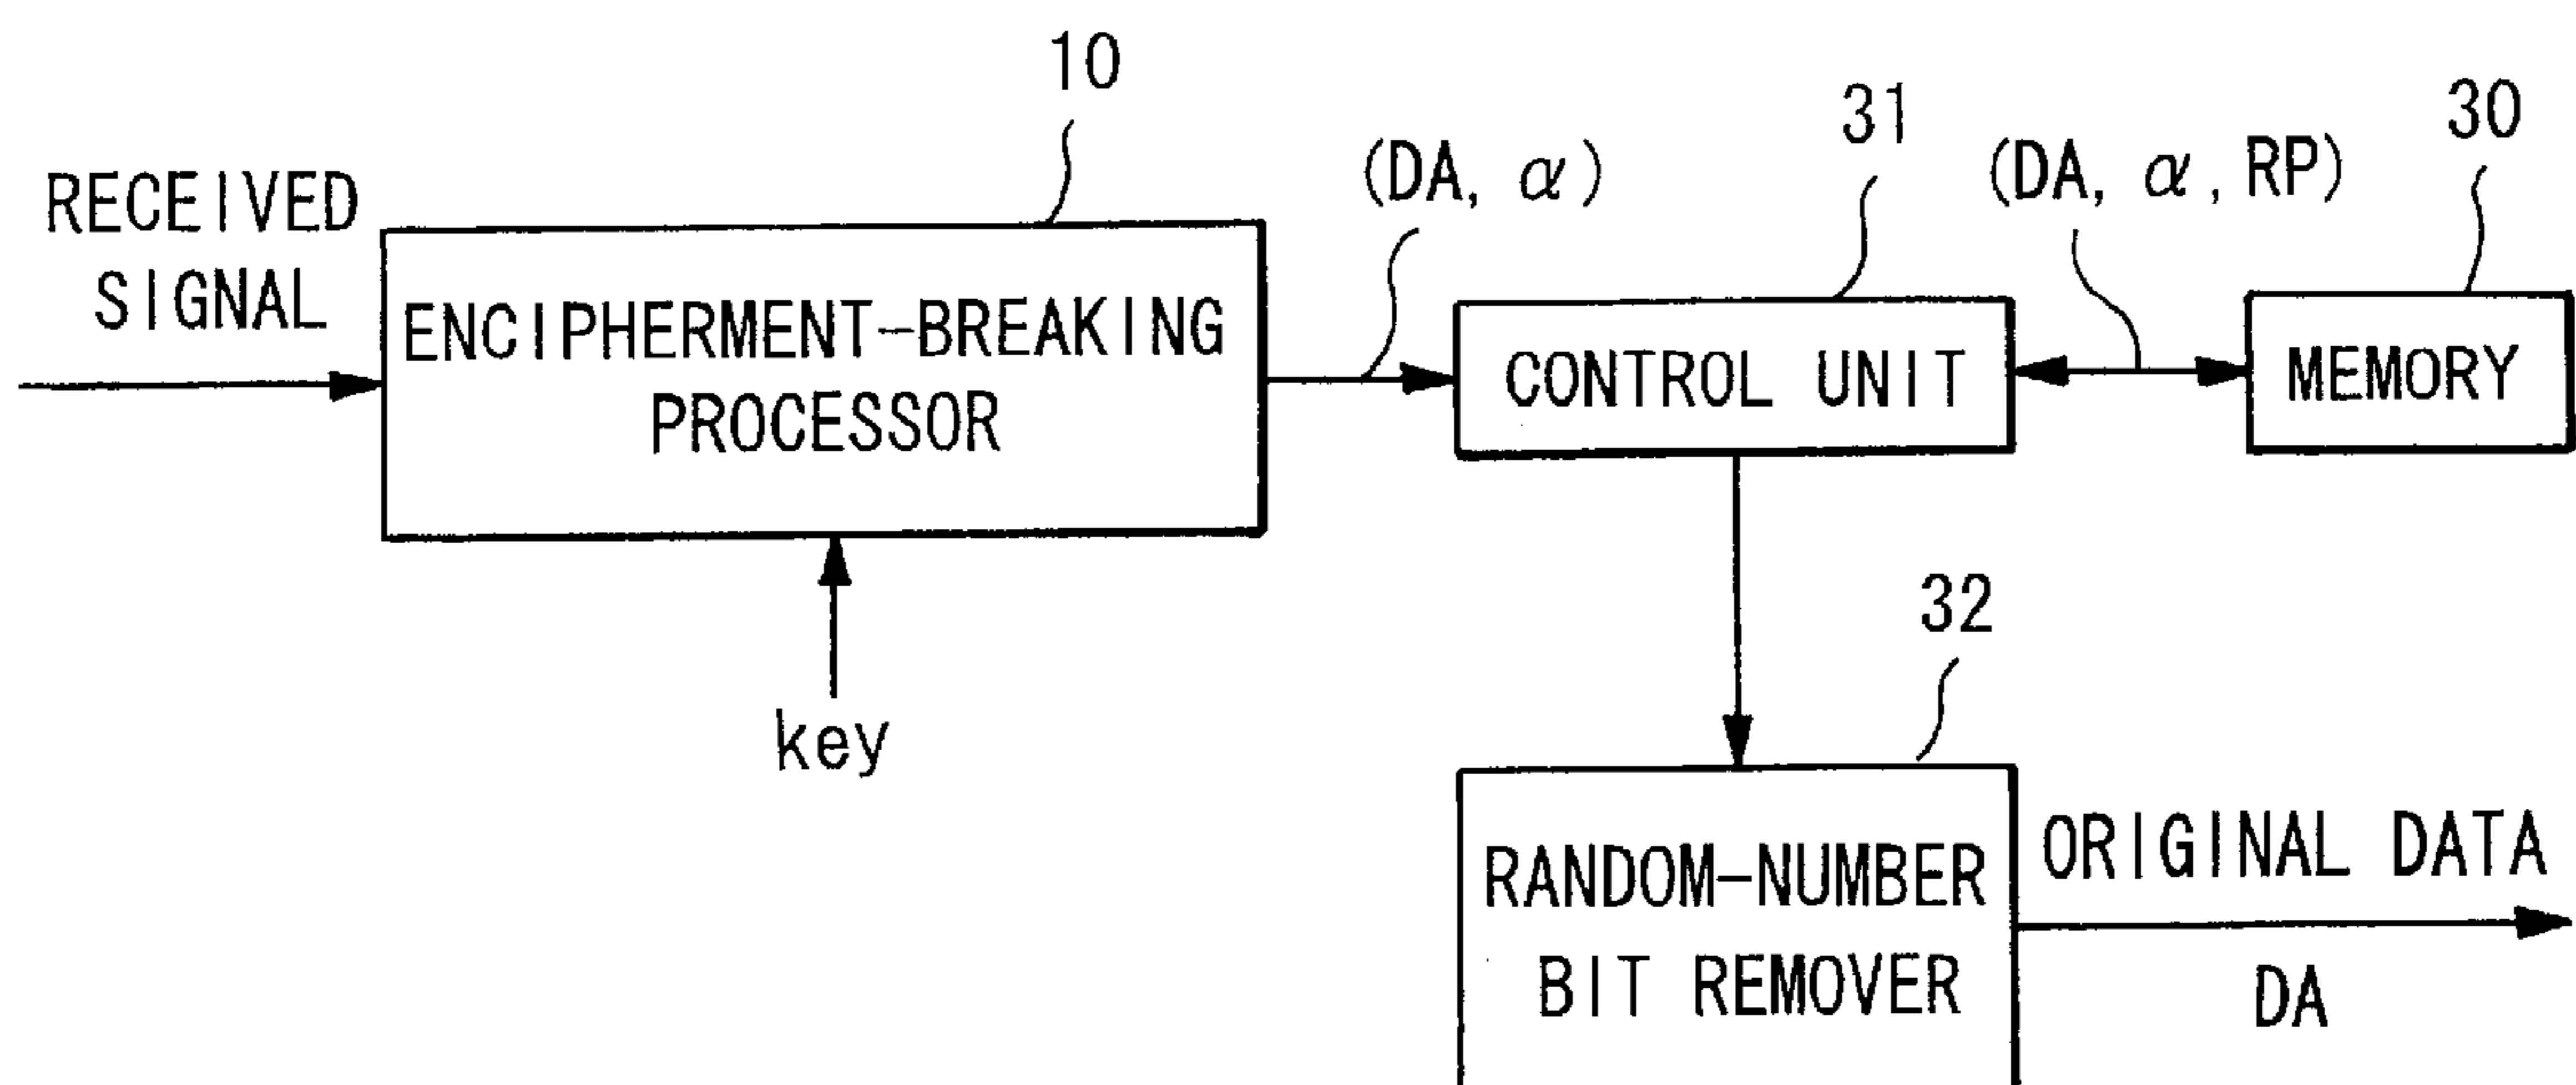 10
31
30
(DA, α)
(DA, α, RP)
RECEIVED
SIGNAL
ENCIPHERMENT-BREAKING
PROCESSOR
CONTROL UNIT
MEMORY
key
32
RANDOM-NUMBER
BIT REMOVER
ORIGINAL DATA
DA